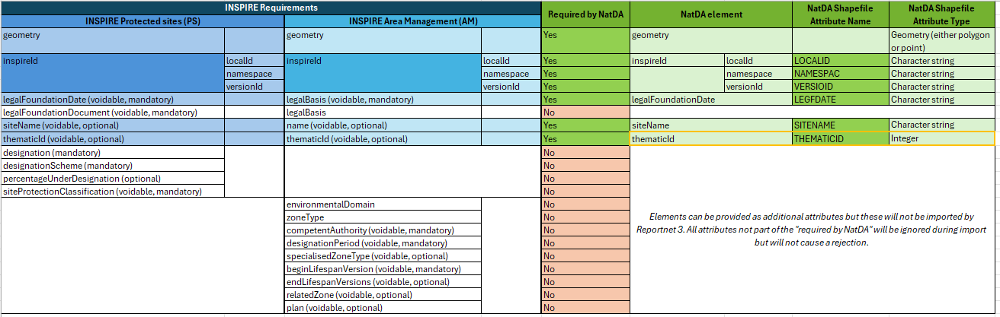 INSPIRE Requirements
Required by NatDA
NatDA element
NatDA Shapefile
Attribute Name
NatDA Shapefile
Attribute Type
INSPIRE Protected sites (PS)
INSPIRE Area Management (AM)
geometry
geometry
Yes
geometry
Geometry (either polygon
or point)
inspireId
localId
inspireId
localId
Yes
inspireId
localId
LOCALID
Character string
namespace
namespace
Yes
namespace
NAMESPAC
Character string
versionId
versionId
Yes
versionId
VERSIOID
Character string
legalFoundationDate (voidable, mandatory)
legalBasis (voidable, mandatory)
Yes
legalFoundationDate
LEGFDATE
Character string
legalFoundationDocument (voidable, mandatory)
legalBasis
No
siteName (voidable, optional)
name (voidable, optional)
Yes
siteName
SITENAME
Character string
thematicId (voidable, optional)
thematicId (voidable, optional)
Yes
thematicId
THEMATICID
Integer
designation (mandatory)
No
designationScheme (mandatory)
No
percentageUnderDesignation (optional)
No
siteProtectionClassification (voidable, mandatory)
No
environmentalDomain
No
zoneType
No
competentAuthority (voidable, mandatory)
No
designationPeriod (voidable, mandatory)
No
specialisedZoneType (voidable, optional)
No
beginLifespanVersion (voidable, mandatory)
No
endLifespanVersions (voidable, optional)
No
relatedZone (voidable, optional)
No
plan (voidable, optional)
No
Elements can be provided as additional attributes but these will not be imported by
Reportnet 3. All attributes not part of the "required by NatDA" will be ignored during import
but will not cause a rejection.